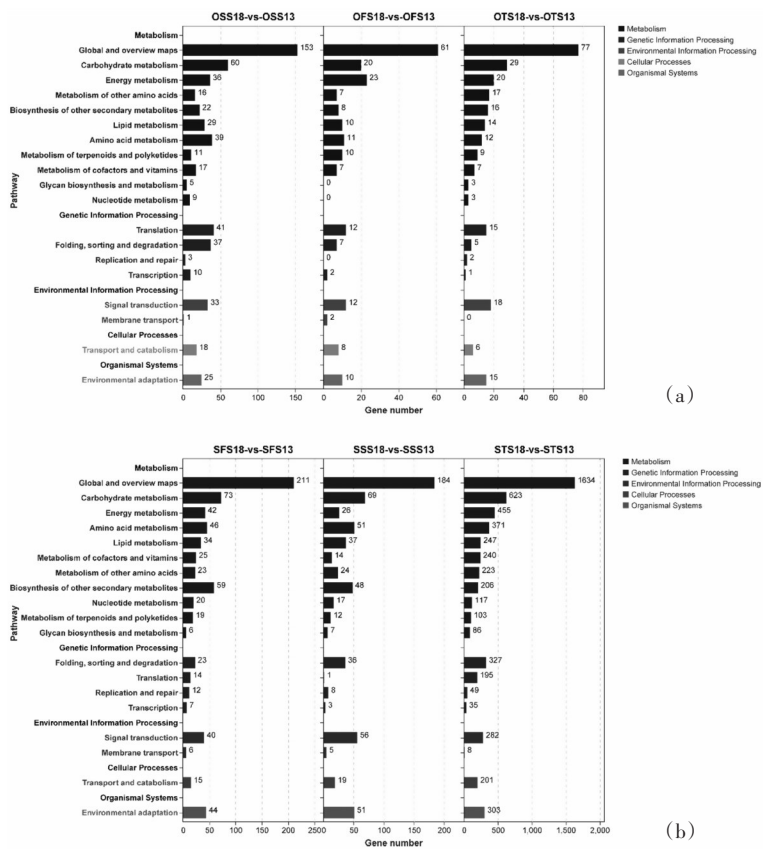 OSS18-vs-OSS13 OFS18-vs-OFS13 OTS18-vs-OTS13
Metabolism
Genetic Information Processing
Environmental Information Processing
Cellular Processes
Organismal Systems
Pathway
Metabolism
Global and overview maps 153 61 77
Carbohydrate metabolism 60 20 29
Energy metabolism 36 23 20
Metabolism of other amino acids 16 7 17
Biosynthesis of other secondary metabolites 22 8 16
Lipid metabolism 29 10 14
Amino acid metabolism 39 11 12
Metabolism of terpenoids and polyketides 11 10 9
Metabolism of cofactors and vitamins 17 7 7
Glycan biosynthesis and metabolism 5 0 3
Nucleotide metabolism 9 0 3
Genetic Information Processing
Translation 41 12 15
Folding, sorting and degradation 37 7 5
Replication and repair 3 0 2
Transcription 10 2 1
Environmental Information Processing
Signal transduction 33 12 18
Membrane transport 1 2 0
Cellular Processes
Transport and catabolism 18 8 6
Organismal Systems
Environmental adaptation 25 10 15
0 50 100 150 0 20 40 60 0 20 40 60 80
Gene number
(a)
SFS18-vs-SFS13 SSS18-vs-SSS13 STS18-vs-STS13
Metabolism
Genetic Information Processing
Environmental Information Processing
Cellular Processes
Organismal Systems
Pathway
Metabolism
Global and overview maps 211 184 1634
Carbohydrate metabolism 73 69 623
Energy metabolism 42 26 455
Amino acid metabolism 46 51 371
Lipid metabolism 34 37 247
Metabolism of cofactors and vitamins 25 14 240
Metabolism of other amino acids 23 24 223
Biosynthesis of other secondary metabolites 59 48 206
Nucleotide metabolism 20 17 117
Metabolism of terpenoids and polyketides 19 12 103
Glycan biosynthesis and metabolism 6 7 86
Genetic Information Processing
Folding, sorting and degradation 23 36 327
Translation 14 1 195
Replication and repair 12 8 49
Transcription 7 3 35
Environmental Information Processing
Signal transduction 40 56 282
Membrane transport 6 5 8
Cellular Processes
Transport and catabolism 15 19 201
Organismal Systems
Environmental adaptation 44 51 303
0 50 100 150 200 250 0 50 100 150 200 0 500 1,000 1,500 2,000
Gene number
(b)